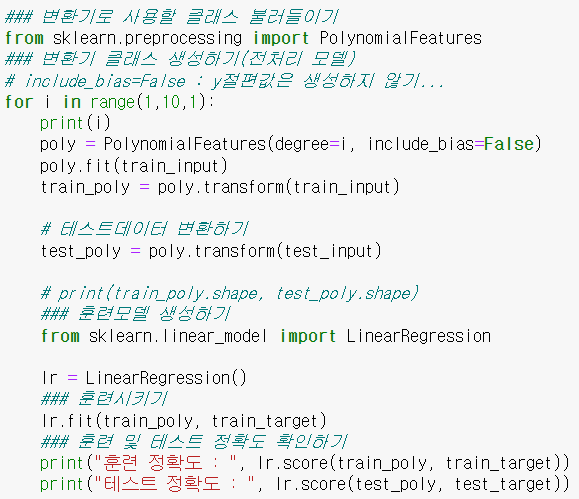 ### 변환기로 사용할 클래스 불러들이기
from sklearn.preprocessing import PolynomialFeatures
### 변환기 클래스 생성하기(전처리 모델)
# include_bias=False : y절편값은 생성하지 않기...
for i in range(1,10,1):
    print(i)
    poly = PolynomialFeatures(degree=i, include_bias=False)
    poly.fit(train_input)
    train_poly = poly.transform(train_input)

    # 테스트데이터 변환하기
    test_poly = poly.transform(test_input)

    # print(train_poly.shape, test_poly.shape)
    ### 훈련모델 생성하기
    from sklearn.linear_model import LinearRegression

    lr = LinearRegression()
    ### 훈련시키기
    lr.fit(train_poly, train_target)
    ### 훈련 및 테스트 정확도 확인하기
    print("훈련 정확도 : ", lr.score(train_poly, train_target))
    print("테스트 정확도 : ", lr.score(test_poly, test_target))